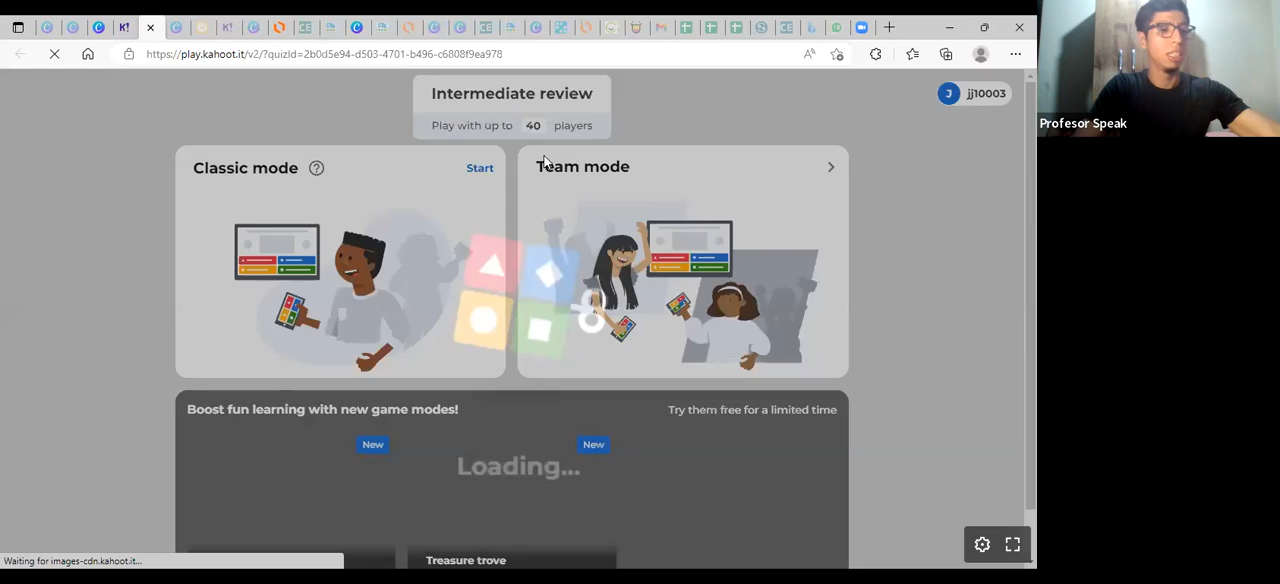 https://play.kahoot.it/v2/?quizId=2b0d5e94-d503-4701-b496-c6808f9ea978
Intermediate review
Play with up to 40 players
J jj10003
Classic mode ? Start
Team mode
Boost fun learning with new game modes!
Try them free for a limited time
New
New
Loading...
Treasure trove
Waiting for images-cdn.kahoot.it...
Profesor Speak